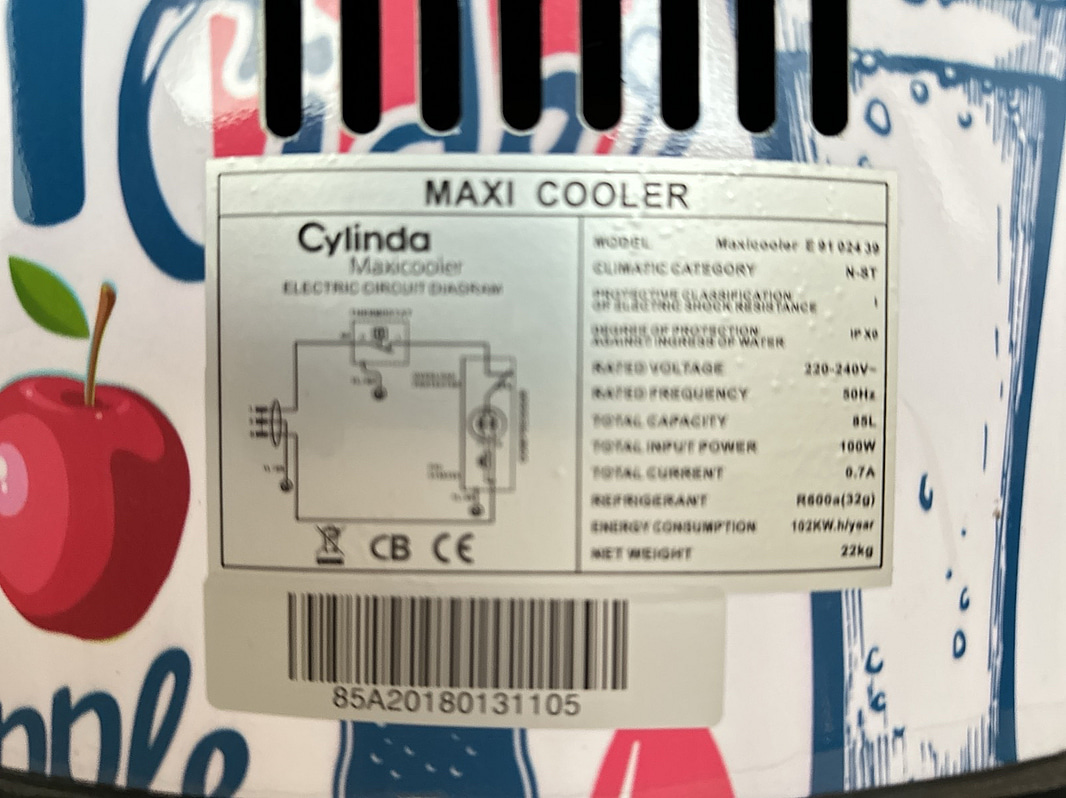 MAXI COOLER
Cylinda
Maxicooler
ELECTRIC CIRCUIT DIAGRAM
THERMOSTAT
CB CE
MODEL Maxicooler E 91 024 39
CLIMATIC CATEGORY N-ST
PROTECTIVE CLASSIFICATION
OF ELECTRIC SHOCK RESISTANCE I
DEGREE OF PROTECTION
AGAINST INGRESS OF WATER IP X0
RATED VOLTAGE 220-240V~
RATED FREQUENCY 50Hz
TOTAL CAPACITY 85L
TOTAL INPUT POWER 100W
TOTAL CURRENT 0.7A
REFRIGERANT R600a(32g)
ENERGY CONSUMPTION 102KW.h/year
NET WEIGHT 22kg
85A20180131105